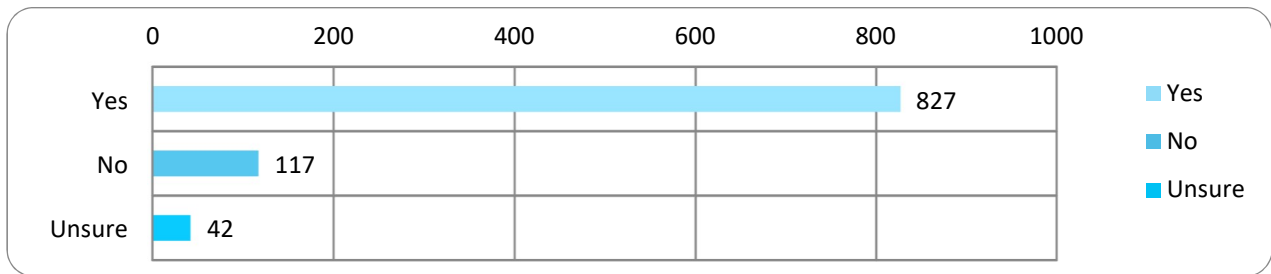 0 200 400 600 800 1000
Yes 827
No 117
Unsure 42
Yes
No
Unsure